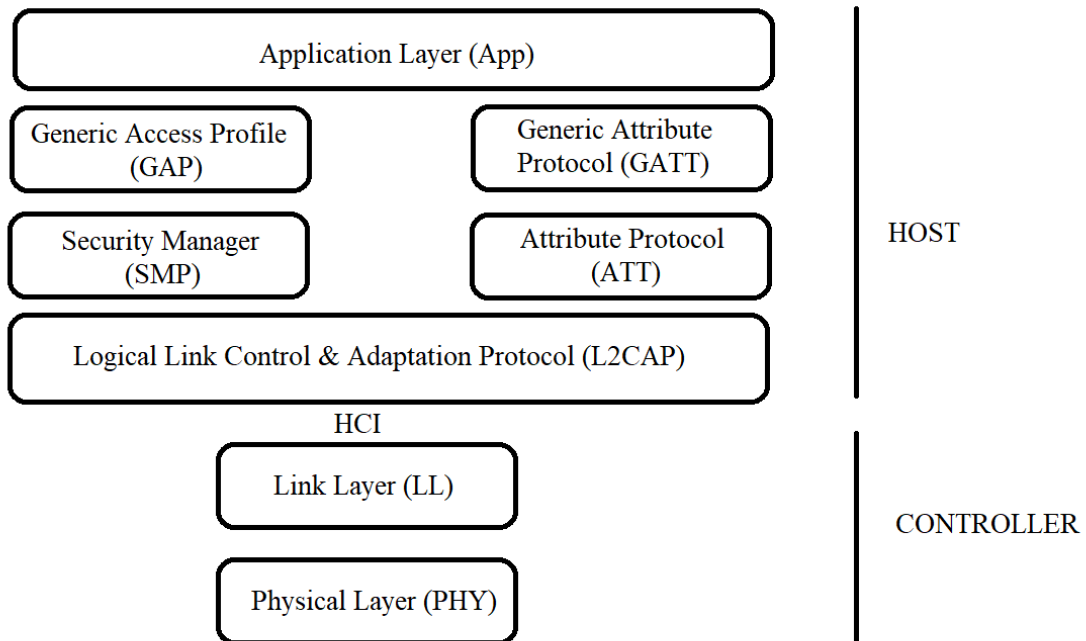 Application Layer (App)
Generic Access Profile
(GAP)
Generic Attribute
Protocol (GATT)
Security Manager
(SMP)
Attribute Protocol
(ATT)
HOST
Logical Link Control & Adaptation Protocol (L2CAP)
HCI
Link Layer (LL)
CONTROLLER
Physical Layer (PHY)